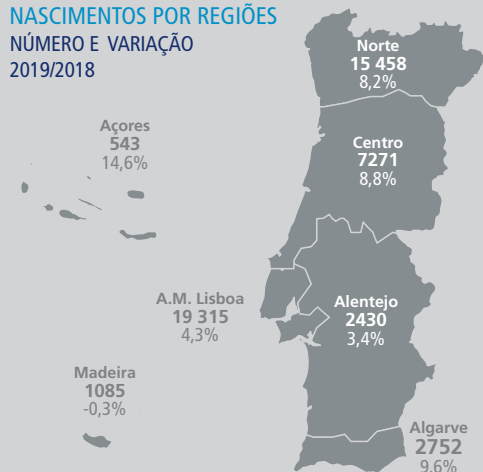 NASCIMENTOS POR REGIÕES
NÚMERO E VARIAÇÃO
2019/2018
Norte
15 458
8,2%
Açores
543
14,6%
Centro
7271
8,8%
A.M. Lisboa
19 315
4,3%
Alentejo
2430
3,4%
Madeira
1085
-0,3%
Algarve
2752
9,6%